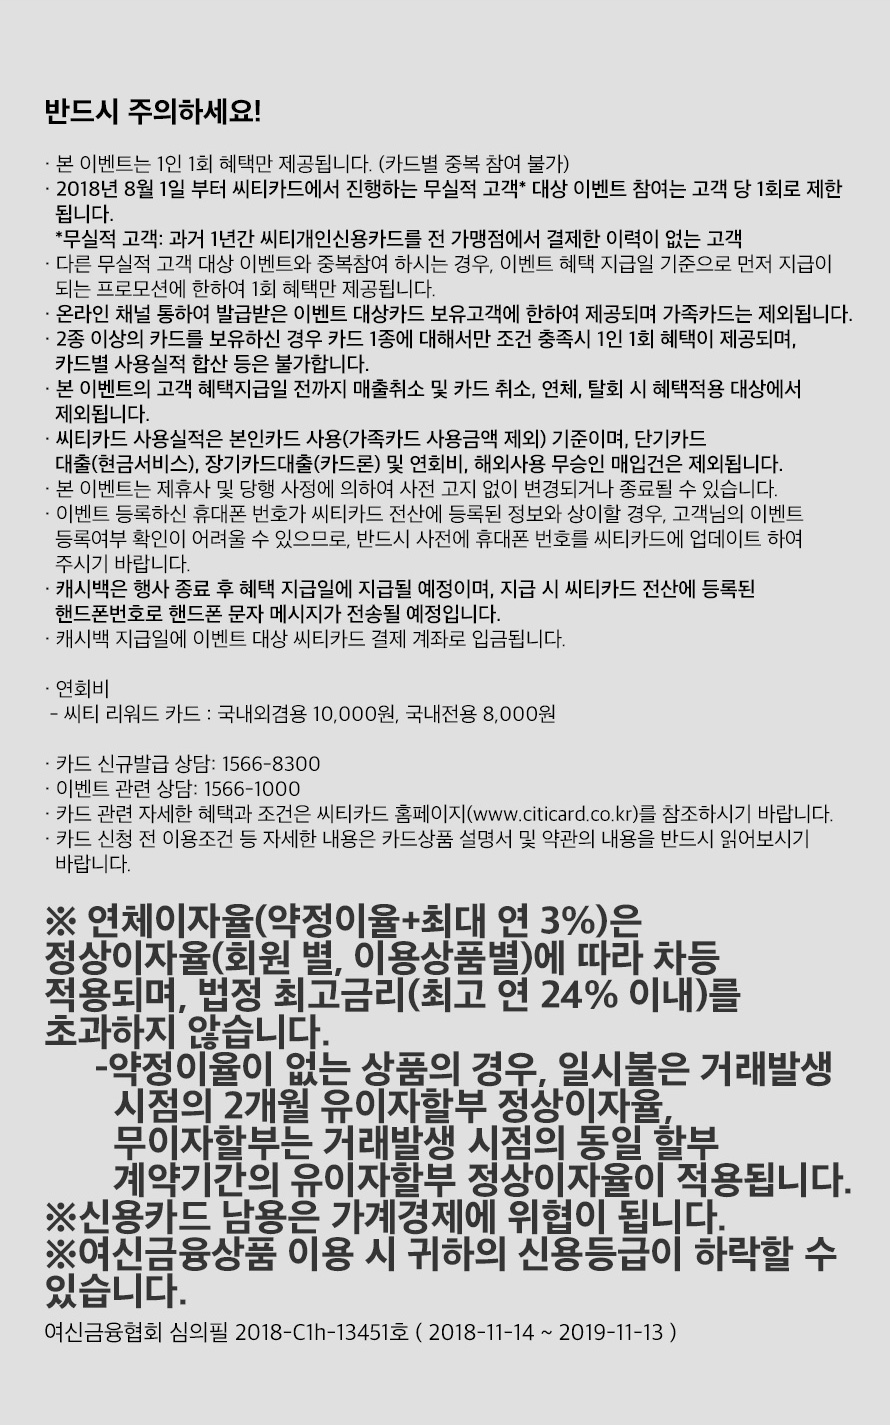 반드시 주의하세요!
· 본 이벤트는 1인 1회 혜택만 제공됩니다. (카드별 중복 참여 불가)
· 2018년 8월 1일 부터 씨티카드에서 진행하는 무실적 고객* 대상 이벤트 참여는 고객 당 1회로 제한
됩니다.
*무실적 고객: 과거 1년간 씨티개인신용카드를 전 가맹점에서 결제한 이력이 없는 고객
· 다른 무실적 고객 대상 이벤트와 중복참여 하시는 경우, 이벤트 혜택 지급일 기준으로 먼저 지급이
되는 프로모션에 한하여 1회 혜택만 제공됩니다.
· 온라인 채널 통하여 발급받은 이벤트 대상카드 보유고객에 한하여 제공되며 가족카드는 제외됩니다.
· 2종 이상의 카드를 보유하신 경우 카드 1종에 대해서만 조건 충족시 1인 1회 혜택이 제공되며,
카드별 사용실적 합산 등은 불가합니다.
· 본 이벤트의 고객 혜택지급일 전까지 매출취소 및 카드 취소, 연체, 탈회 시 혜택적용 대상에서
제외됩니다.
· 씨티카드 사용실적은 본인카드 사용(가족카드 사용금액 제외) 기준이며, 단기카드
대출(현금서비스), 장기카드대출(카드론) 및 연회비, 해외사용 무승인 매입건은 제외됩니다.
· 본 이벤트는 제휴사 및 당행 사정에 의하여 사전 고지 없이 변경되거나 종료될 수 있습니다.
· 이벤트 등록하신 휴대폰 번호가 씨티카드 전산에 등록된 정보와 상이할 경우, 고객님의 이벤트
등록여부 확인이 어려울 수 있으므로, 반드시 사전에 휴대폰 번호를 씨티카드에 업데이트 하여
주시기 바랍니다.
· 캐시백은 행사 종료 후 혜택 지급일에 지급될 예정이며, 지급 시 씨티카드 전산에 등록된
핸드폰번호로 핸드폰 문자 메시지가 전송될 예정입니다.
· 캐시백 지급일에 이벤트 대상 씨티카드 결제 계좌로 입금됩니다.
· 연회비
- 씨티 리워드 카드 : 국내외겸용 10,000원, 국내전용 8,000원
· 카드 신규발급 상담: 1566-8300
· 이벤트 관련 상담: 1566-1000
· 카드 관련 자세한 혜택과 조건은 씨티카드 홈페이지(www.citicard.co.kr)를 참조하시기 바랍니다.
· 카드 신청 전 이용조건 등 자세한 내용은 카드상품 설명서 및 약관의 내용을 반드시 읽어보시기
바랍니다.
※ 연체이자율(약정이율+최대 연 3%)은
정상이자율(회원 별, 이용상품별)에 따라 차등
적용되며, 법정 최고금리(최고 연 24% 이내)를
초과하지 않습니다.
-약정이율이 없는 상품의 경우, 일시불은 거래발생
시점의 2개월 유이자할부 정상이자율,
무이자할부는 거래발생 시점의 동일 할부
계약기간의 유이자할부 정상이자율이 적용됩니다.
※신용카드 남용은 가계경제에 위협이 됩니다.
※여신금융상품 이용 시 귀하의 신용등급이 하락할 수
있습니다.
여신금융협회 심의필 2018-C1h-13451호 ( 2018-11-14 ~ 2019-11-13 )